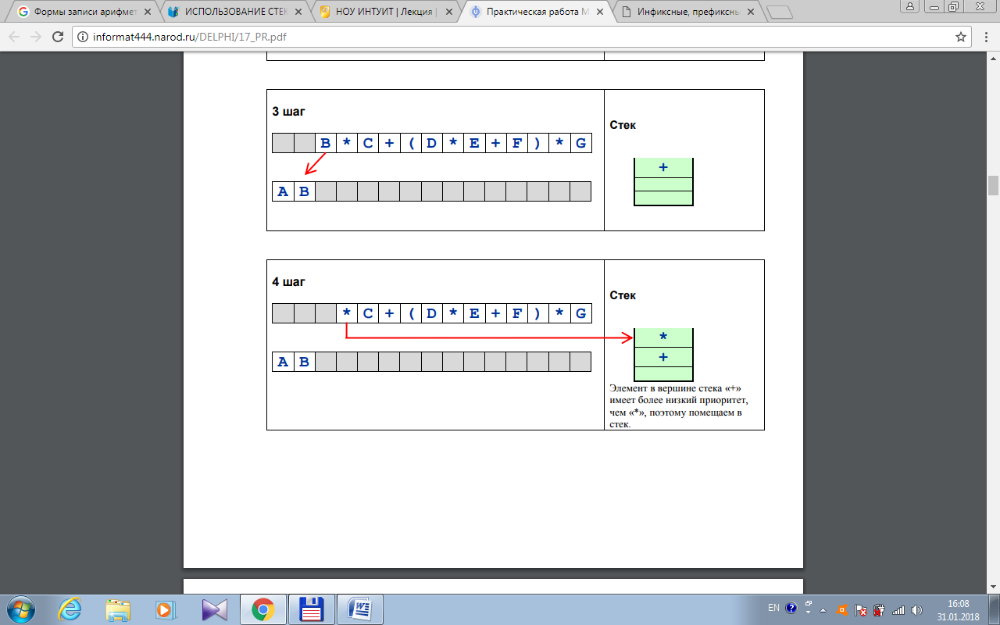 Формы записи арифмет
ИСПОЛЬЗОВАНИЕ СТЕК
НОУ ИНТУИТ | Лекция |
Практическая работа М
Инфиксные, префиксны
informat444.narod.ru/DELPHI/17_PR.pdf
3 шаг
B * C + ( D * E + F ) * G
A B
Стек
+
4 шаг
* C + ( D * E + F ) * G
A B
Стек
*
+
Элемент в вершине стека «+»
имеет более низкий приоритет,
чем «*», поэтому помещаем в
стек.
EN
16:08
31.01.2018